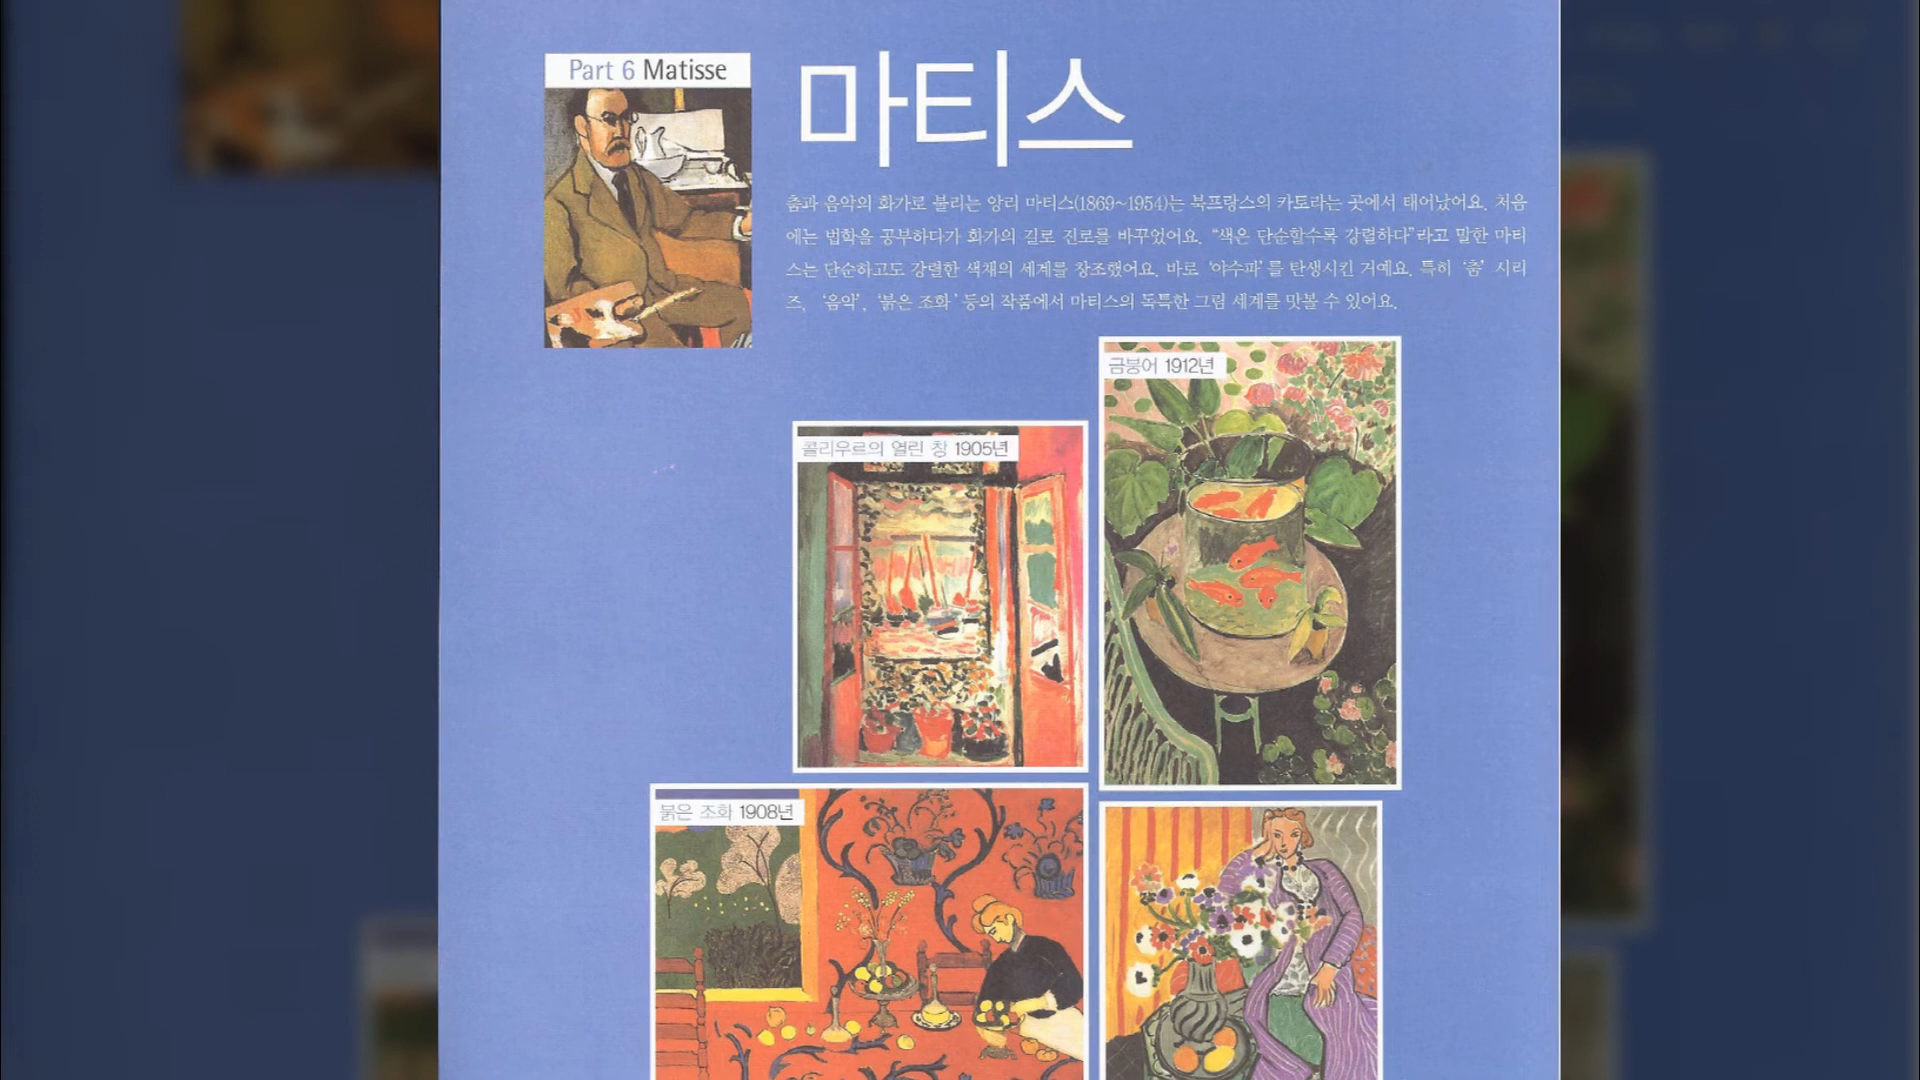 Part 6 Matisse
마티스
춤과 음악의 화가로 불리는 앙리 마티스(1869~1954)는 북프랑스의 카토라는 곳에서 태어났어요. 처음
에는 법학을 공부하다가 화가의 길로 진로를 바꾸었어요. “색은 단순할수록 강렬하다”라고 말한 마티
스는 단순하고도 강렬한 색채의 세계를 창조했어요. 바로 ‘야수파’를 탄생시킨 거예요. 특히 ‘춤’ 시리
즈, ‘음악’, ‘붉은 조화’ 등의 작품에서 마티스의 독특한 그림 세계를 맛볼 수 있어요.
금붕어 1912년
콜리우르의 열린 창 1905년
붉은 조화 1908년